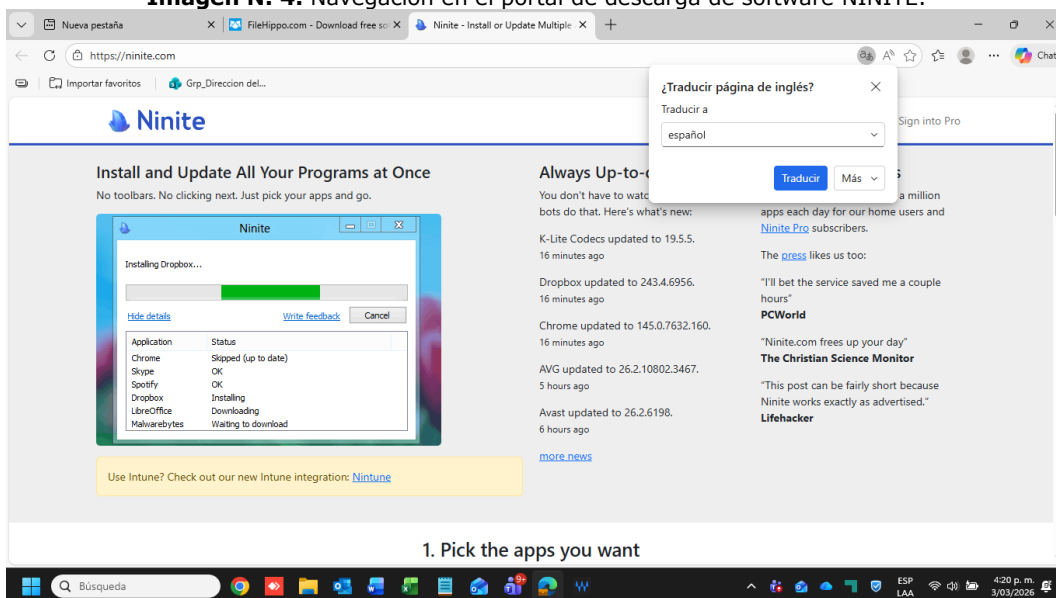 Imagen N. 4. Navegación en el portal de descarga de software NINITE.
Nueva pestaña
FileHippo.com - Download free so
Ninite - Install or Update Multiple
https://ninite.com
Chat
Importar favoritos
Grp_Direccion del...
¿Traducir página de inglés?
Traducir a
español
Traducir
Más
Ninite
Sign into Pro
Install and Update All Your Programs at Once
No toolbars. No clicking next. Just pick your apps and go.
Ninite
Installing Dropbox...
Hide details
Write feedback
Cancel
Application Status
Chrome Skipped (up to date)
Skype OK
Spotify OK
Dropbox Installing
LibreOffice Downloading
Malwarebytes Waiting to download
Use Intune? Check out our new Intune integration: Nintune
Always Up-to-
You don't have to watc
bots do that. Here's what's new:
K-Lite Codecs updated to 19.5.5.
16 minutes ago
Dropbox updated to 243.4.6956.
16 minutes ago
Chrome updated to 145.0.7632.160.
16 minutes ago
AVG updated to 26.2.10802.3467.
5 hours ago
Avast updated to 26.2.6198.
6 hours ago
more news
a million
apps each day for our home users and
Ninite Pro subscribers.
The press likes us too:
"I'll bet the service saved me a couple
hours"
PCWorld
"Ninite.com frees up your day"
The Christian Science Monitor
"This post can be fairly short because
Ninite works exactly as advertised."
Lifehacker
1. Pick the apps you want
Búsqueda
9+
ESP
LAA
4:20 p. m.
3/03/2026